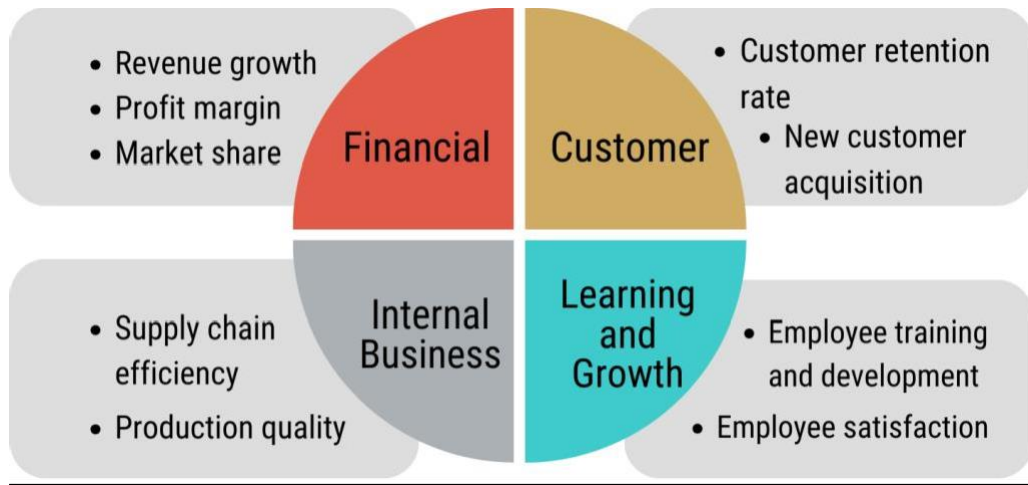 • Revenue growth
• Profit margin
• Market share
Financial
Customer
• Customer retention
rate
• New customer
acquisition
• Supply chain
efficiency
• Production quality
Internal
Business
Learning
and
Growth
• Employee training
and development
• Employee satisfaction